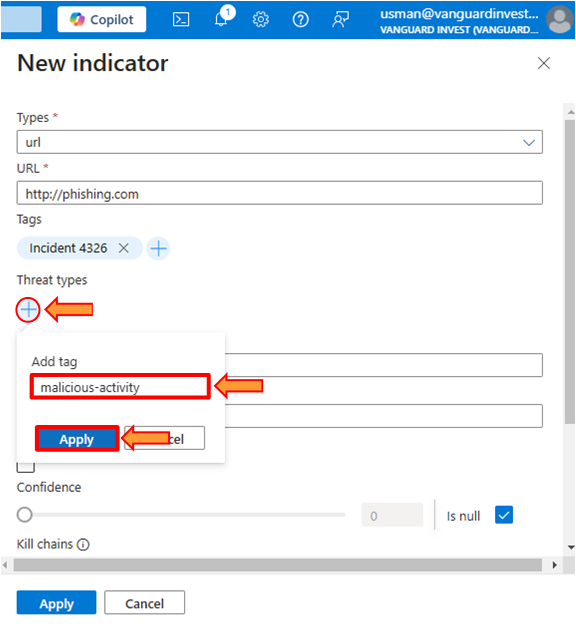 Copilot
1
usman@vanguardinvest...
VANGUARD INVEST (VANGUARD...
New indicator
Types *
url
URL *
http://phishing.com
Tags
Incident 4326
Threat types
Add tag
malicious-activity
Apply
cel
Confidence
0
Is null
Kill chains
Apply
Cancel